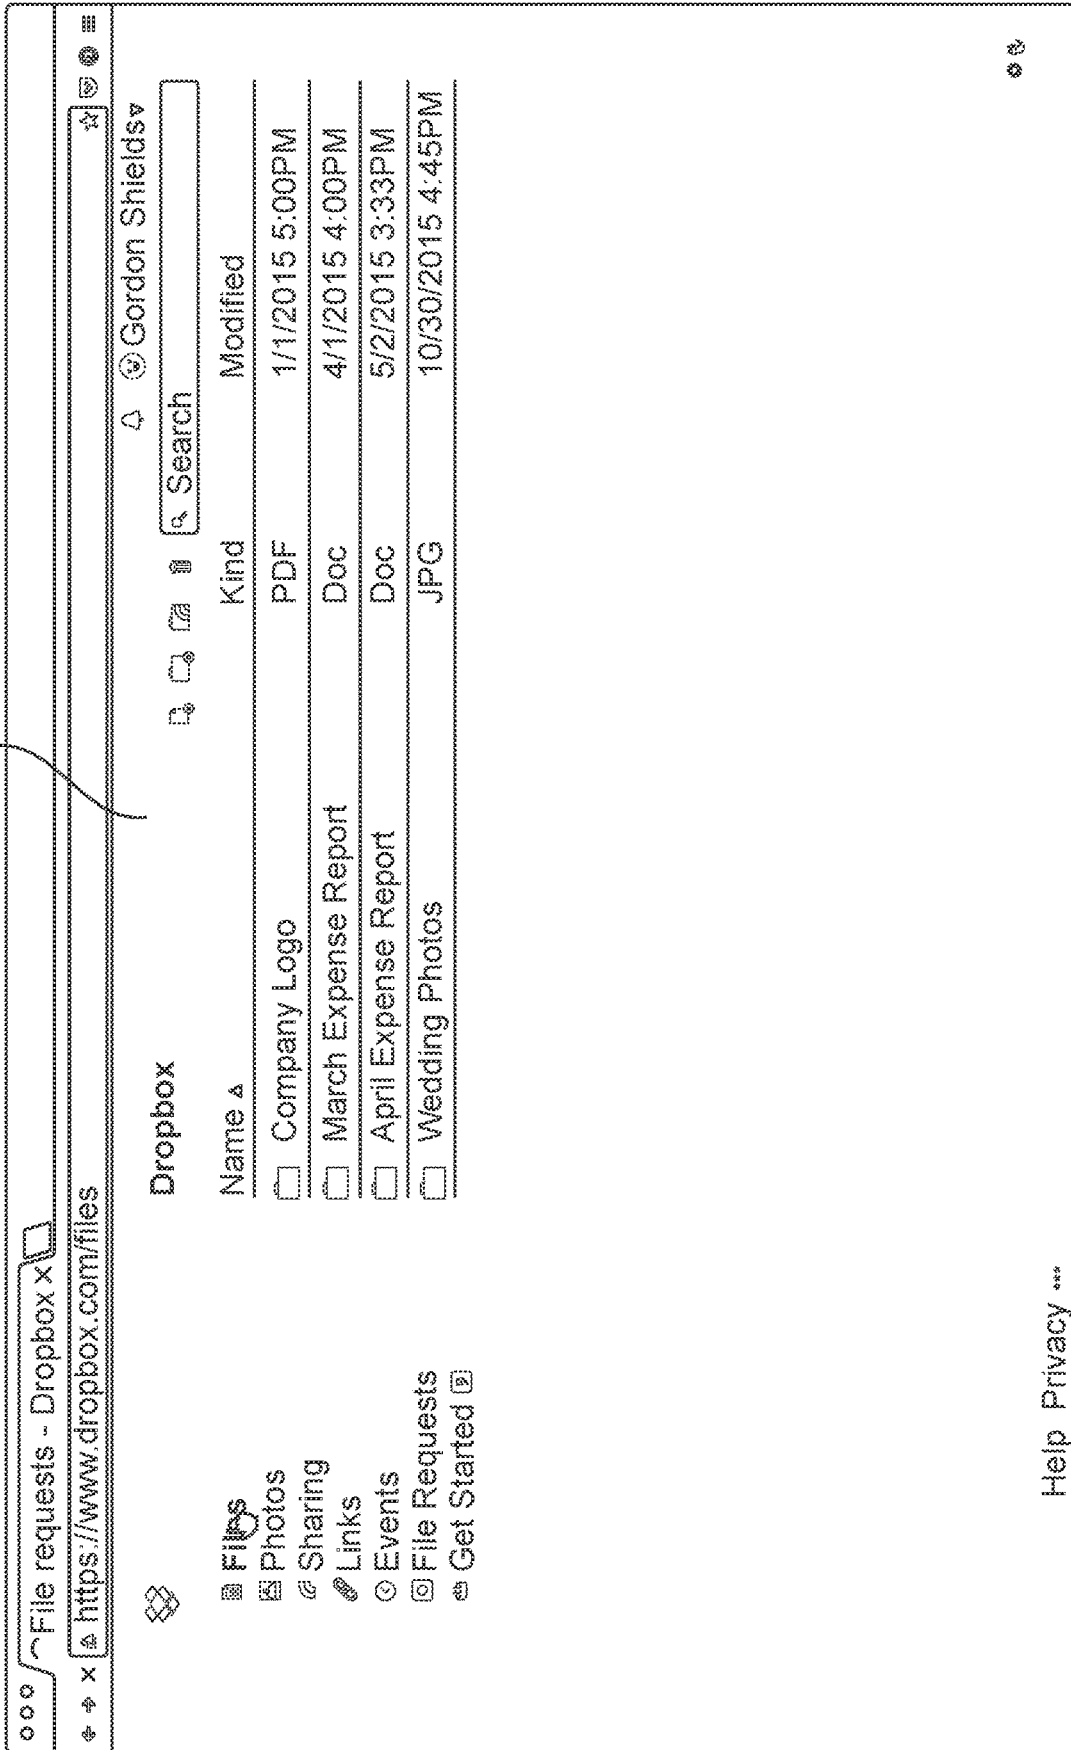 File requests - Dropbox X
https://www.dropbox.com/files
Gordon Shields
Dropbox
Search
Name Kind Modified
Company Logo PDF 1/1/2015 5:00PM
March Expense Report Doc 4/1/2015 4:00PM
April Expense Report Doc 5/2/2015 3:33PM
Wedding Photos JPG 10/30/2015 4:45PM
Files
Photos
Sharing
Links
Events
File Requests
Get Started
Help Privacy •••